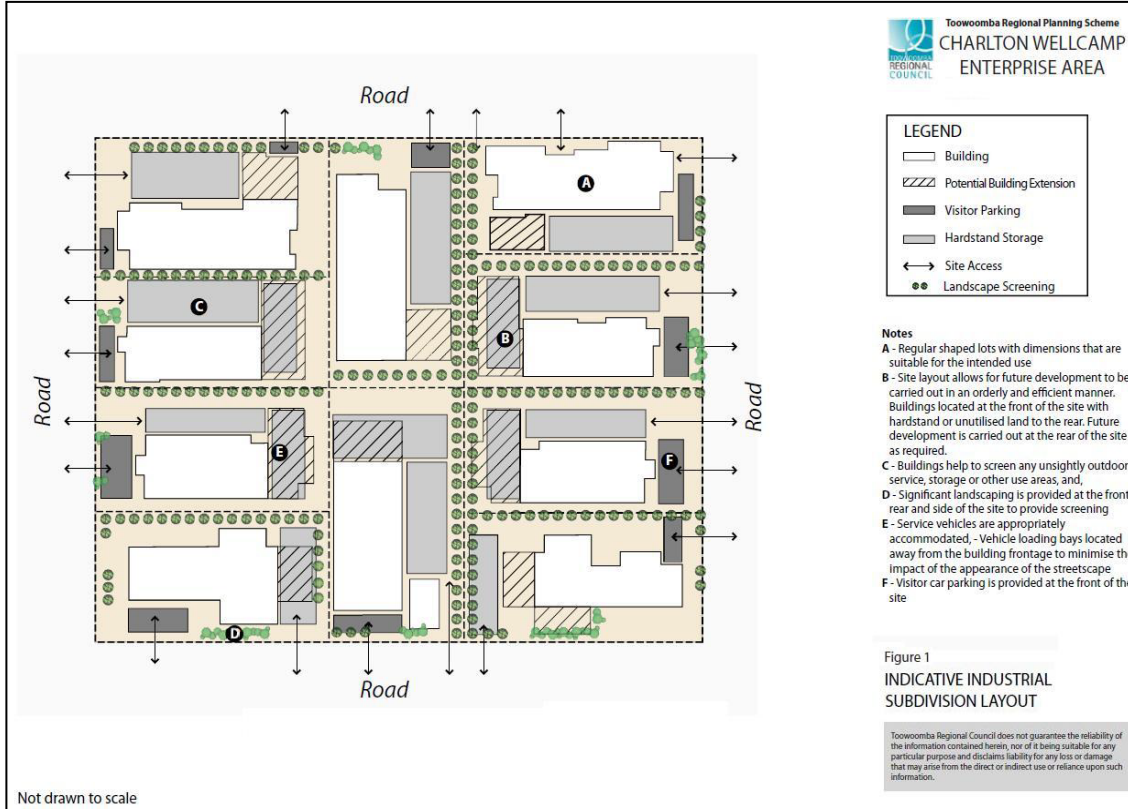 Toowoomba Regional Planning Scheme
CHARLTON WELLCAMP
ENTERPRISE AREA
REGIONAL
COUNCIL
LEGEND
Building
Potential Building Extension
Visitor Parking
Hardstand Storage
Site Access
Landscape Screening
Road
Road
Road
Road
A
B
C
D
E
F
Notes
A - Regular shaped lots with dimensions that are
suitable for the intended use
B - Site layout allows for future development to be
carried out in an orderly and efficient manner.
Buildings located at the front of the site with
hardstand or unutilised land to the rear. Future
development is carried out at the rear of the site
as required.
C - Buildings help to screen any unsightly outdoor
service, storage or other use areas, and,
D - Significant landscaping is provided at the front
rear and side of the site to provide screening
E - Service vehicles are appropriately
accommodated, - Vehicle loading bays located
away from the building frontage to minimise th
impact of the appearance of the streetscape
F - Visitor car parking is provided at the front of the
site
Figure 1
INDICATIVE INDUSTRIAL
SUBDIVISION LAYOUT
Toowoomba Regional Council does not guarantee the reliability of
the information contained herein, nor of it being suitable for any
particular purpose and disclaims liability for any loss or damage
that may arise from the direct or indirect use or reliance upon such
information.
Not drawn to scale